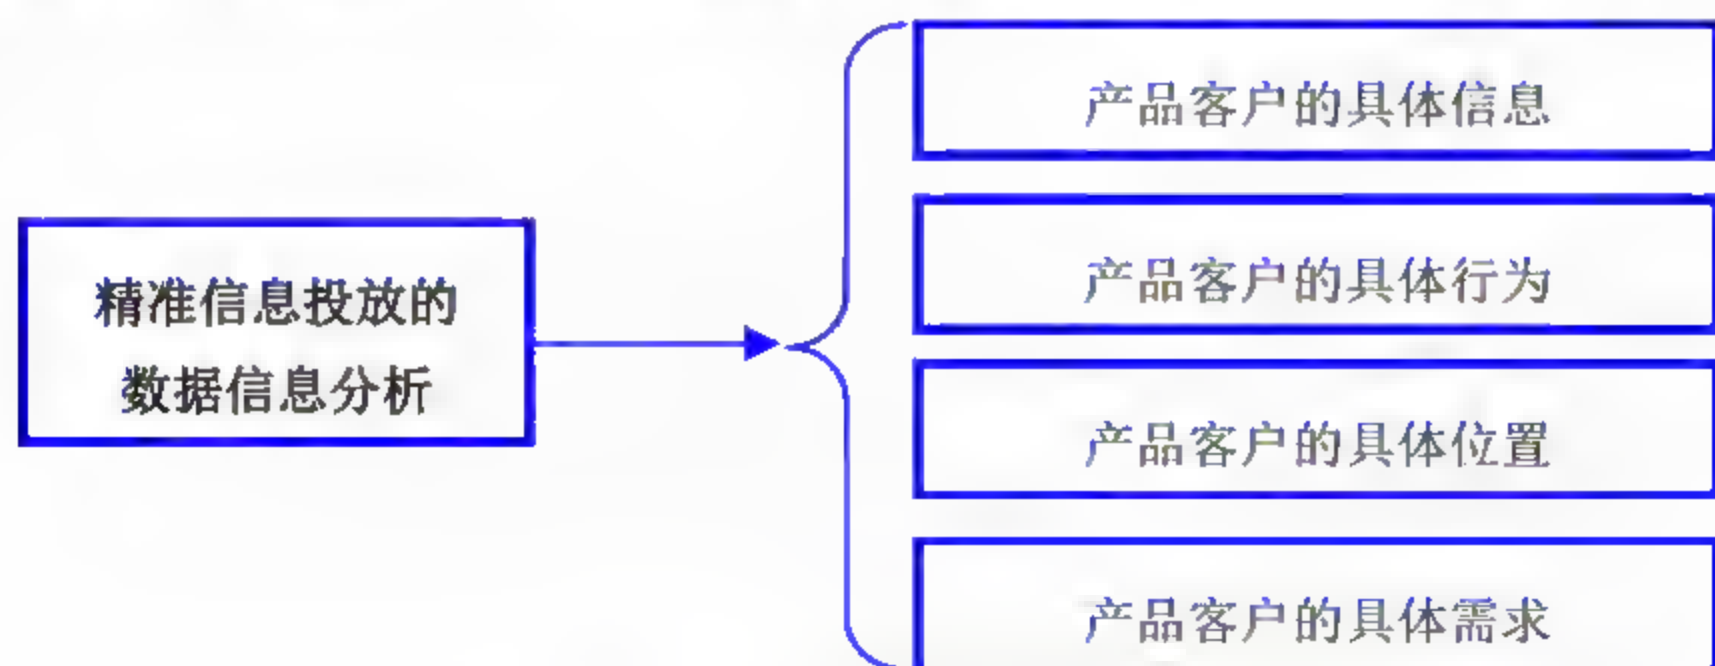 精准信息投放的
数据信息分析
产品客户的具体信息
产品客户的具体行为
产品客户的具体位置
产品客户的具体需求